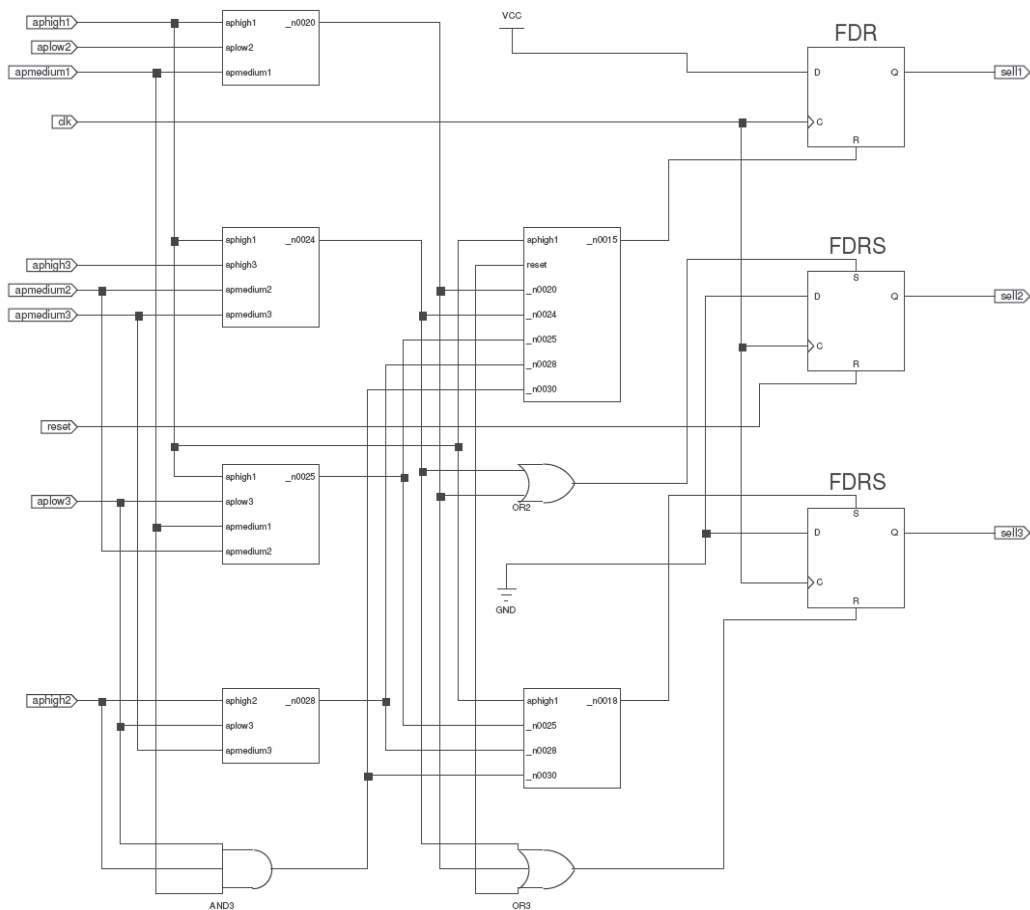 aphigh1
aplow2
apmedium1
clk
aphigh3
apmedium2
apmedium3
reset
aplow3
aphigh2
aphigh1 _n0020
aplow2
apmedium1
aphigh1 _n0024
aphigh3
apmedium2
apmedium3
aphigh1 _n0025
aplow3
apmedium1
apmedium2
aphigh2 _n0028
aplow3
apmedium3
AND3
VCC
aphigh1 _n0015
reset
_n0020
_n0024
_n0025
_n0028
_n0030
OR2
GND
aphigh1 _n0018
_n0025
_n0028
_n0030
OR3
FDR
D Q
C
R
sell1
FDRS
S
D Q
C
R
sell2
FDRS
S
D Q
C
R
sell3